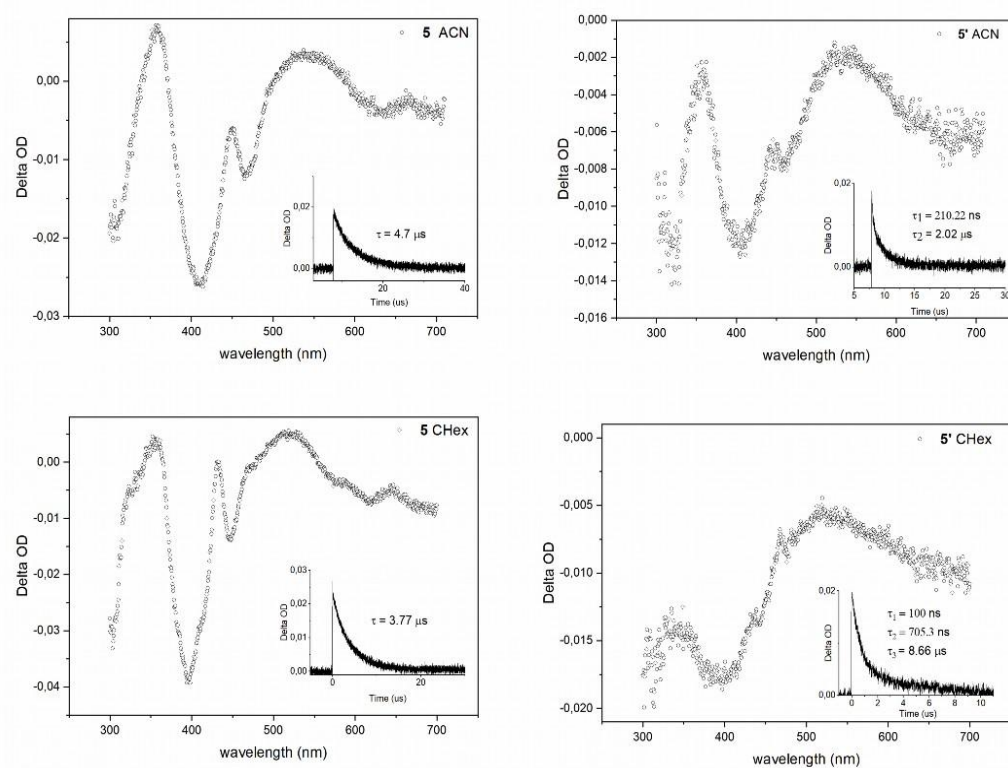 5 ACN
Delta OD
0,00
-0,01
-0,02
-0,03
300 400 500 600 700
wavelength (nm)
Delta OD
0,02
0,00
τ = 4.7 μs
20 40
Time (us)
5' ACN
Delta OD
0,000
-0,002
-0,004
-0,006
-0,008
-0,010
-0,012
-0,014
-0,016
300 400 500 600 700
wavelength (nm)
Delta OD
0,02
0,00
τ1 = 210.22 ns
τ2 = 2.02 μs
5 10 15 20 25 30
Time (us)
5 CHex
Delta OD
0,00
-0,01
-0,02
-0,03
-0,04
300 400 500 600 700
wavelength (nm)
Delta OD
0,03
0,02
0,01
0,00
τ = 3.77 μs
0 20
Time (us)
5' CHex
Delta OD
0,000
-0,005
-0,010
-0,015
-0,020
300 400 500 600 700
wavelength (nm)
Delta OD
0,02
0,00
τ1 = 100 ns
τ2 = 705.3 ns
τ3 = 8.66 μs
0 2 4 6 8 10
Time (us)